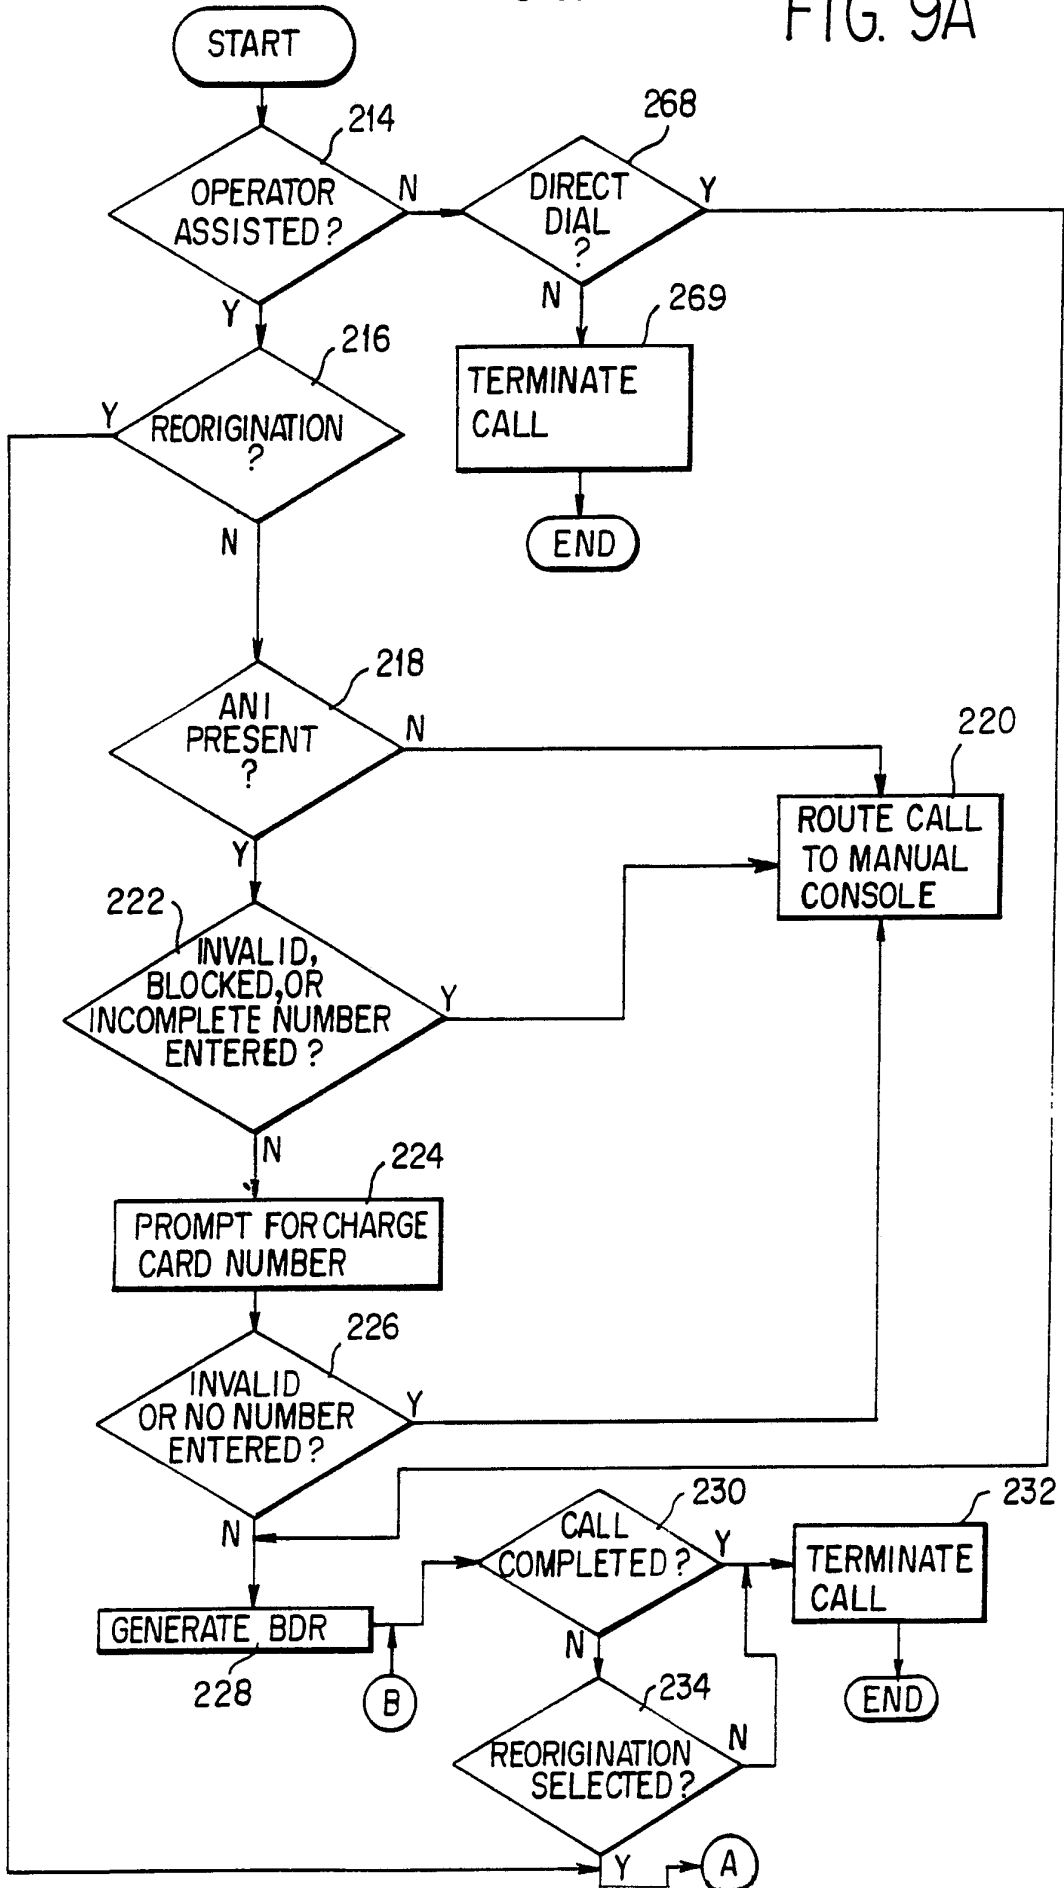 FIG. 9A
START
214
268
OPERATOR
ASSISTED?
N
DIRECT
DIAL
?
Y
Y
N
269
216
TERMINATE
CALL
Y
REORIGINATION
?
N
END
218
ANI
PRESENT
?
N
220
ROUTE CALL
TO MANUAL
CONSOLE
Y
222
INVALID,
BLOCKED, OR
INCOMPLETE NUMBER
ENTERED?
Y
N
224
PROMPT FOR CHARGE
CARD NUMBER
226
INVALID
OR NO NUMBER
ENTERED?
Y
N
230
232
CALL
COMPLETED?
Y
TERMINATE
CALL
GENERATE BDR
228
B
N
234
END
REORIGINATION
SELECTED?
N
Y
A